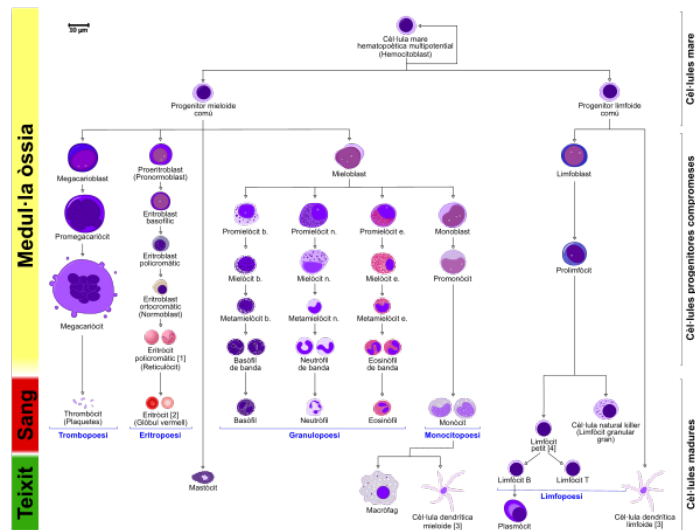 20 µm
Cèl·lula mare
hematopoètica multipotential
(Hemocitoblast)
Progenitor mieloide
comú
Progenitor limfoide
comú
Megacarioblast
Proeritroblast
(Pronormoblast)
Mieloblast
Limfoblast
Eritroblast
basofílic
Promegacariòcit
Promielòcit b.
Promielòcit n.
Promielòcit e.
Monoblast
Eritroblast
policromàtic
Mielòcit b.
Mielòcit n.
Mielòcit e.
Promonòcit
Prolimfòcit
Eritroblast
ortocromàtic
(Normoblast)
Megacariòcit
Metamielòcit b.
Metamielòcit n.
Metamielòcit e.
Eritròcit
policromàtic [1]
(Reticulòcit)
Basòfil
de banda
Neutròfil
de banda
Eosinòfil
de banda
Thrombòcit
(Plaquetes)
Eritròcit [2]
(Glòbul vermell)
Basòfil
Neutròfil
Eosinòfil
Monòcit
Limfòcit
petit [4]
Cèl·lula natural killer
(Limfòcit granular
gran)
Trombopoesi
Eritropoesi
Granulopoesi
Monocitopoesi
Mastòcit
Limfòcit B
Limfòcit T
Limfopoesi
Macròfag
Cèl·lula dendrítica
mieloide [3]
Plasmòcit
Cèl·lula dendrítica
limfoide [3]
Medul·la òssia
Sang
Teixit
Cèl·lules mare
Cèl·lules progenitores compromeses
Cèl·lules madures